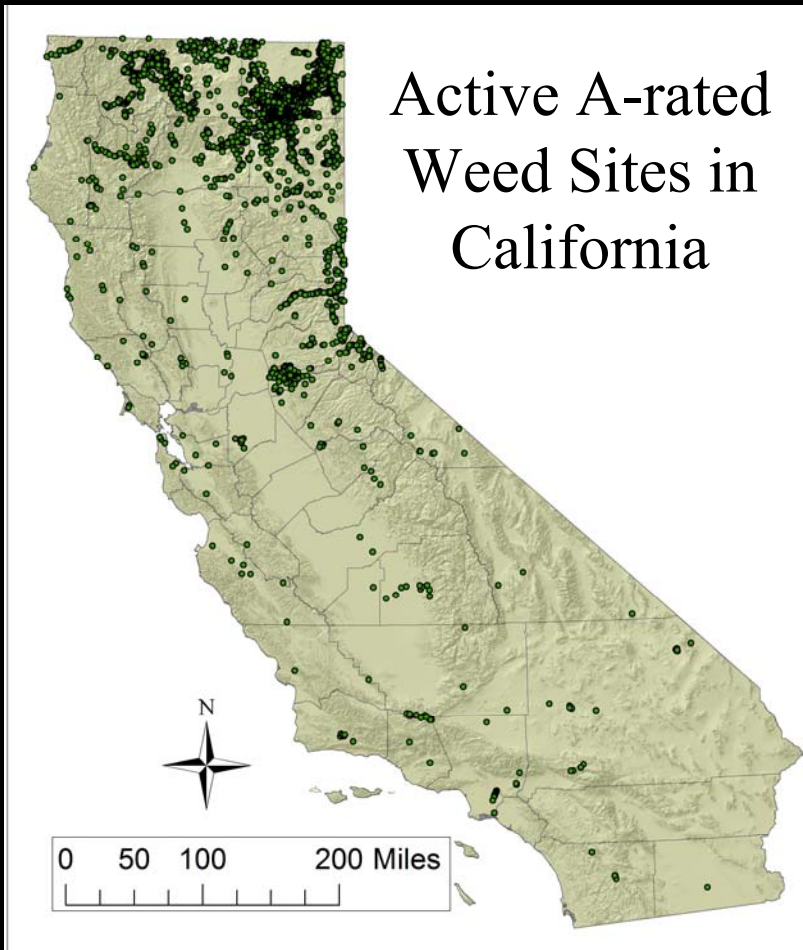 Active A-rated
Weed Sites in
California
N
0 50 100 200 Miles